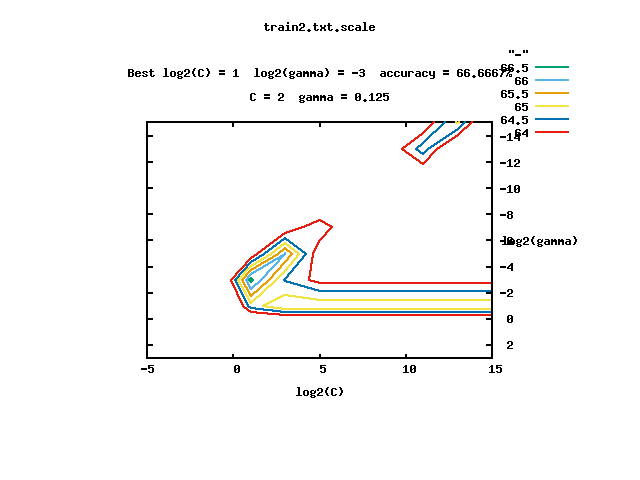 train2.txt.scale
"-"
Best log2(C) = 1  log2(gamma) = -3  accuracy = 66.6667%
66.5
66
C = 2  gamma = 0.125
65.5
65
64.5
64
-14
-12
-10
-8
-6
log2(gamma)
-4
-2
0
2
-5 0 5 10 15
log2(C)